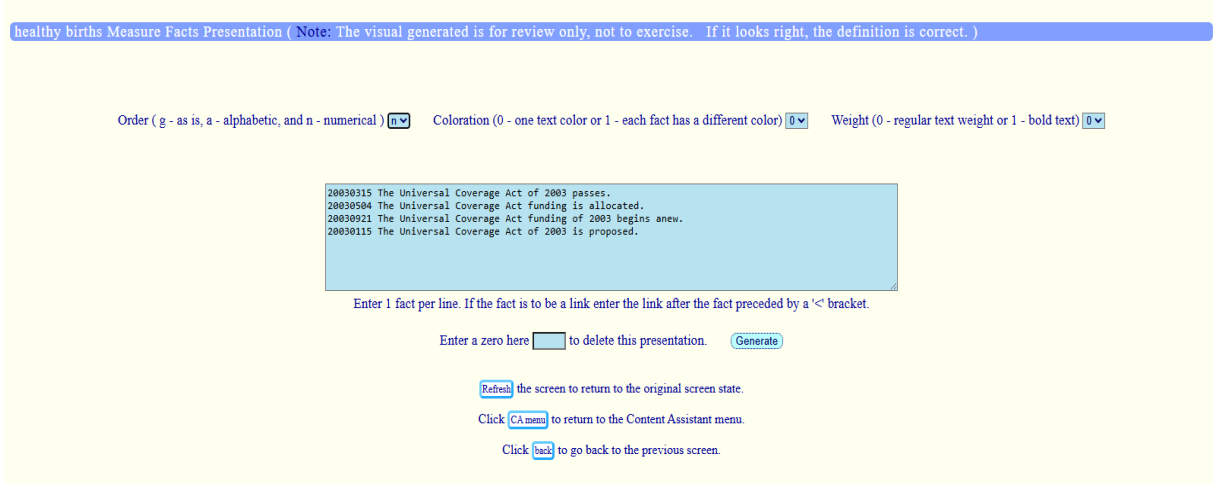 healthy births Measure Facts Presentation ( Note: The visual generated is for review only, not to exercise. If it looks right, the definition is correct. )
Order ( g - as is, a - alphabetic, and n - numerical ) n Coloration (0 - one text color or 1 - each fact has a different color) 0 Weight (0 - regular text weight or 1 - bold text) 0
20030315 The Universal Coverage Act of 2003 passes.
20030504 The Universal Coverage Act funding is allocated.
20030921 The Universal Coverage Act funding of 2003 begins anew.
20030115 The Universal Coverage Act of 2003 is proposed.
Enter 1 fact per line. If the fact is to be a link enter the link after the fact preceded by a '<' bracket.
Enter a zero here to delete this presentation. Generate
Refresh the screen to return to the original screen state.
Click CA menu to return to the Content Assistant menu.
Click back to go back to the previous screen.